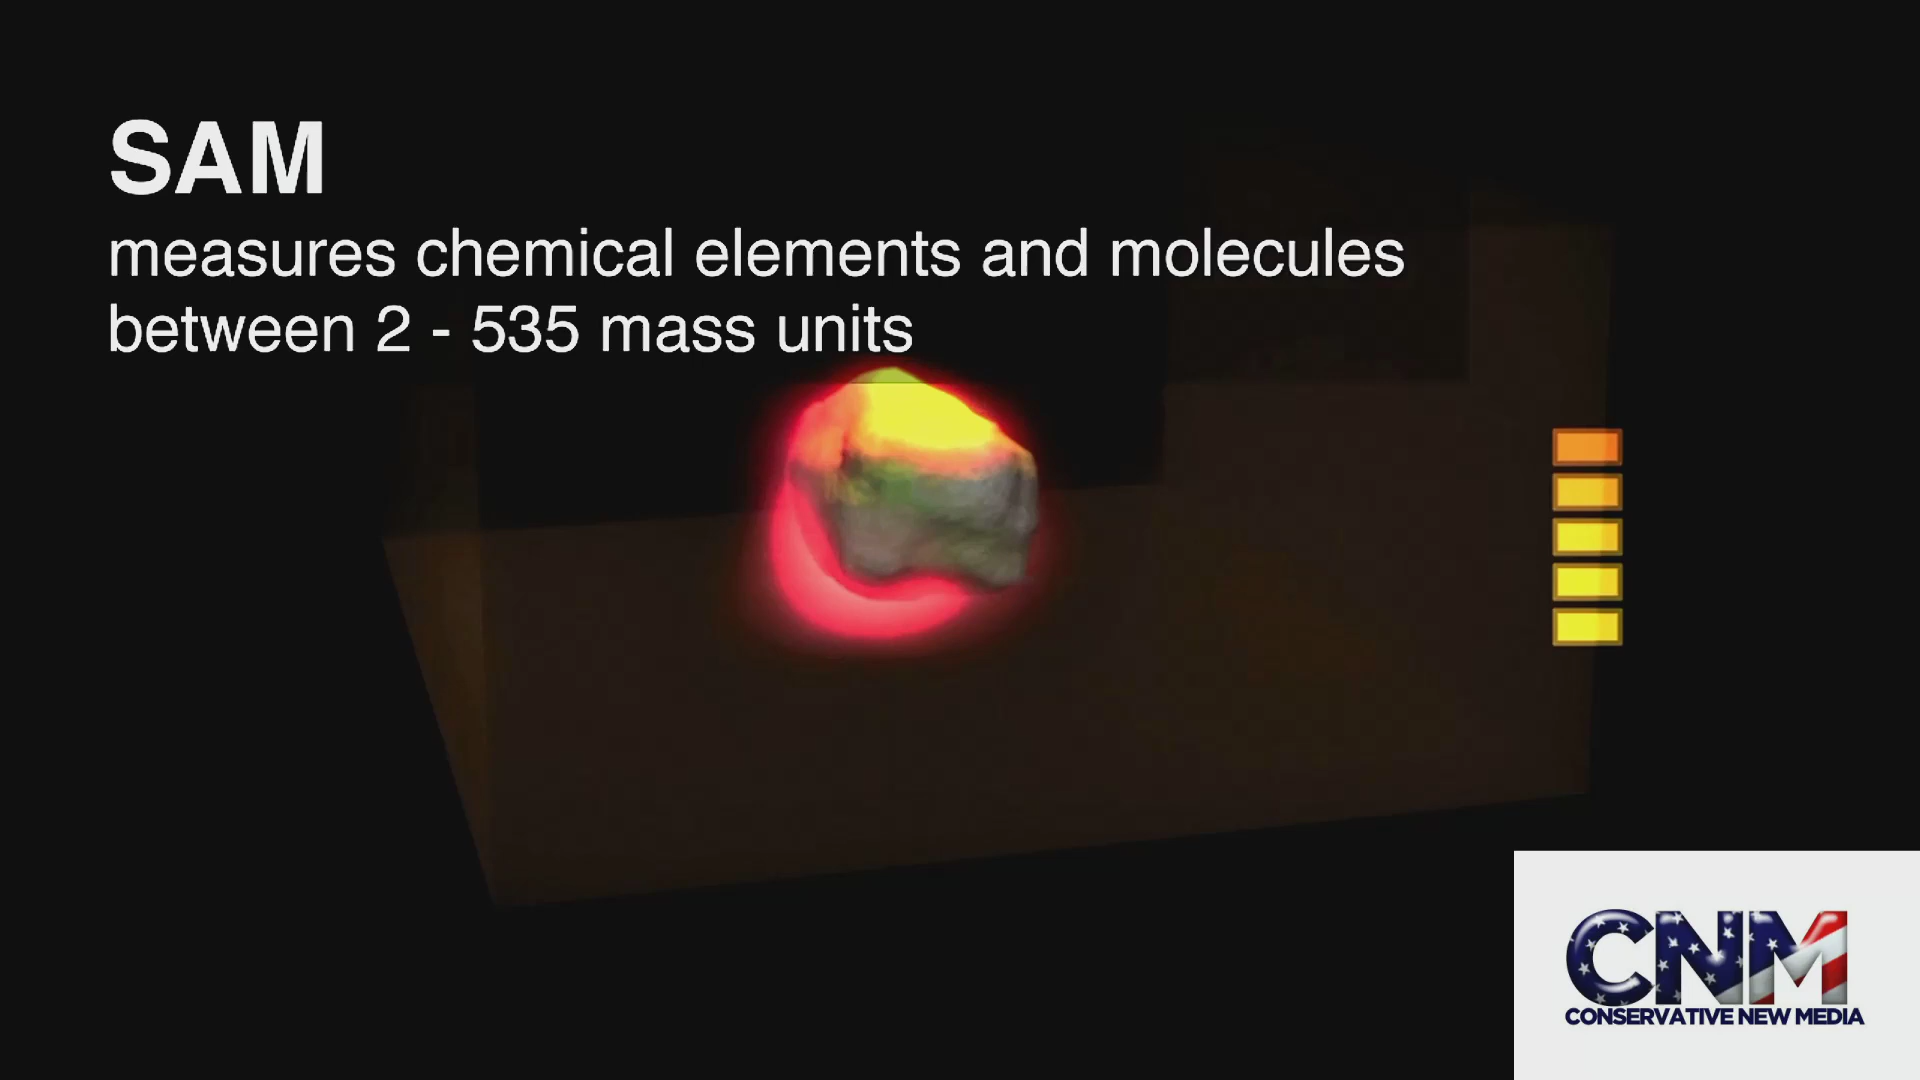 SAM
measures chemical elements and molecules
between 2 - 535 mass units
CNM
CONSERVATIVE NEW MEDIA